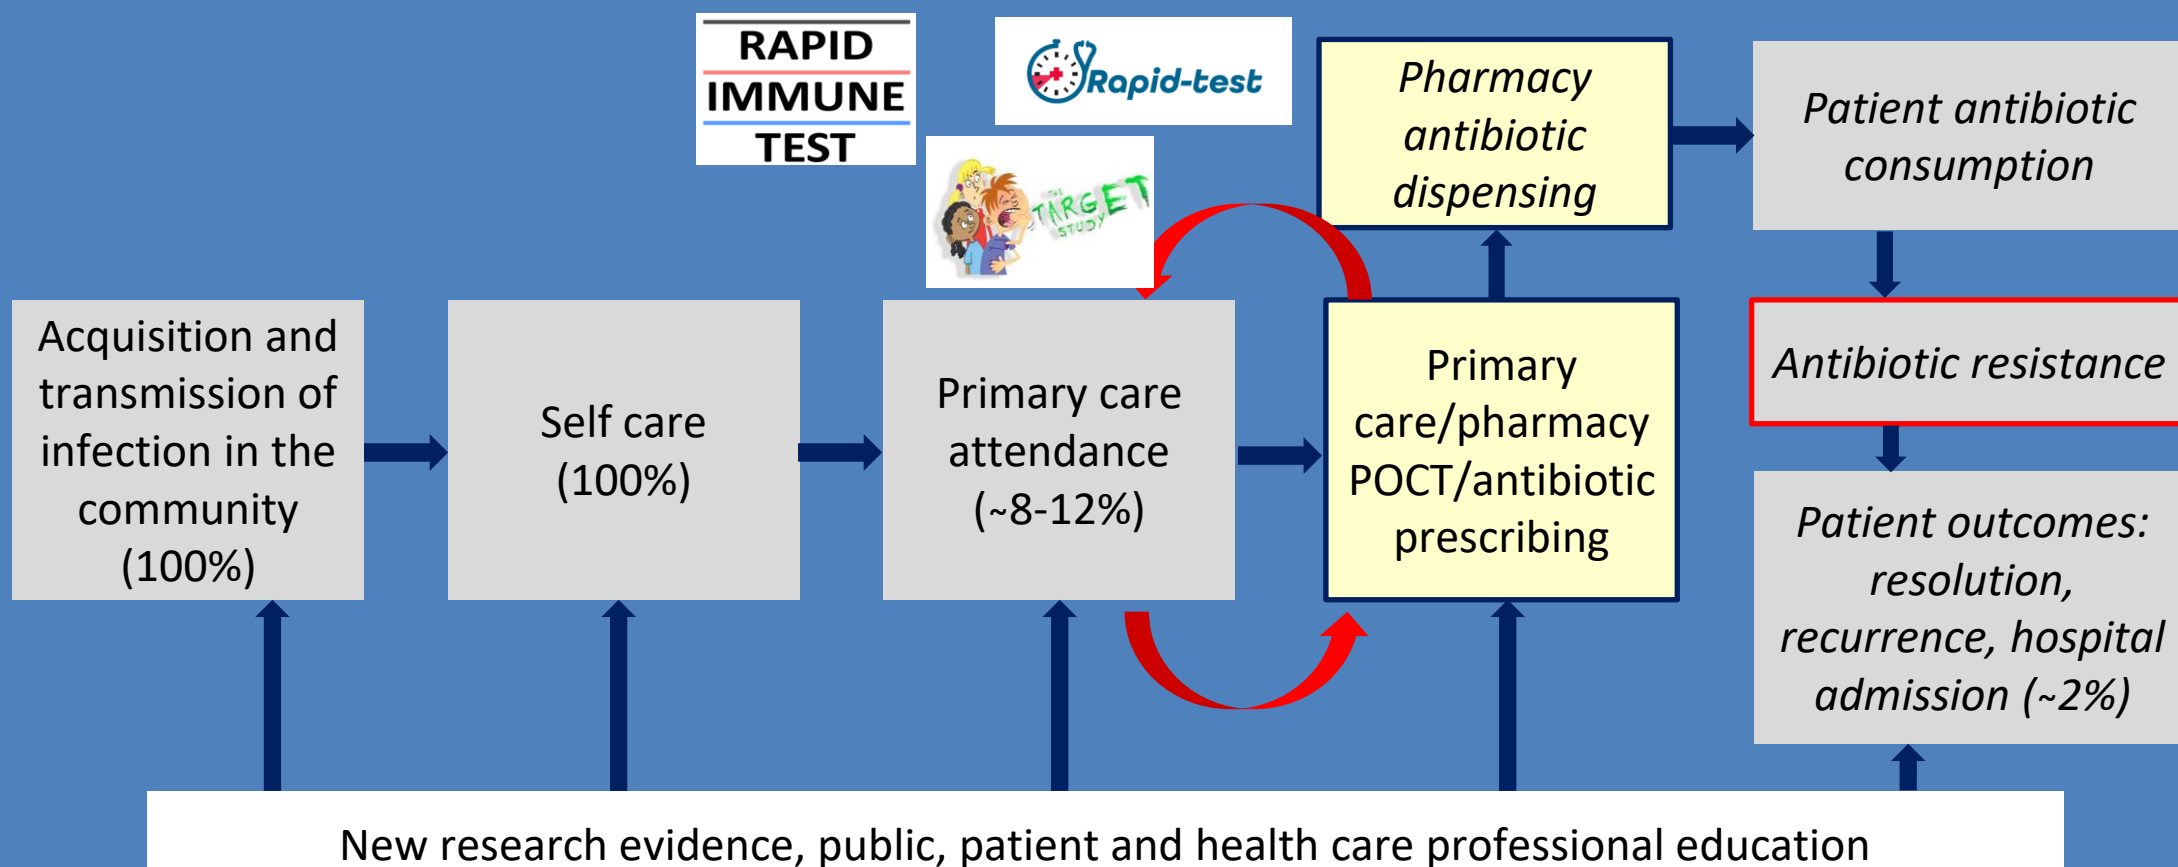 RAPID
IMMUNE
TEST
Rapid-test
THE
TARGET
STUDY
Pharmacy
antibiotic
dispensing
Patient antibiotic
consumption
Acquisition and
transmission of
infection in the
community
(100%)
Self care
(100%)
Primary care
attendance
(~8-12%)
Primary
care/pharmacy
POCT/antibiotic
prescribing
Antibiotic resistance
Patient outcomes:
resolution,
recurrence, hospital
admission (~2%)
New research evidence, public, patient and health care professional education